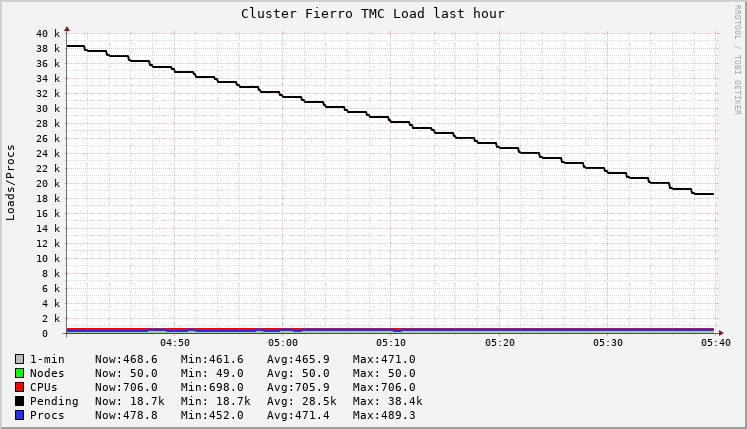 Cluster Fierro TMC Load last hour
RRDTOOL / TOBI OETIKER
Loads/Procs
40 k
38 k
36 k
34 k
32 k
30 k
28 k
26 k
24 k
22 k
20 k
18 k
16 k
14 k
12 k
10 k
8 k
6 k
4 k
2 k
0
04:50 05:00 05:10 05:20 05:30 05:40
1-min Now:468.6 Min:461.6 Avg:465.9 Max:471.0
Nodes Now: 50.0 Min: 49.0 Avg: 50.0 Max: 50.0
CPUs Now:706.0 Min:698.0 Avg:705.9 Max:706.0
Pending Now: 18.7k Min: 18.7k Avg: 28.5k Max: 38.4k
Procs Now:478.8 Min:452.0 Avg:471.4 Max:489.3